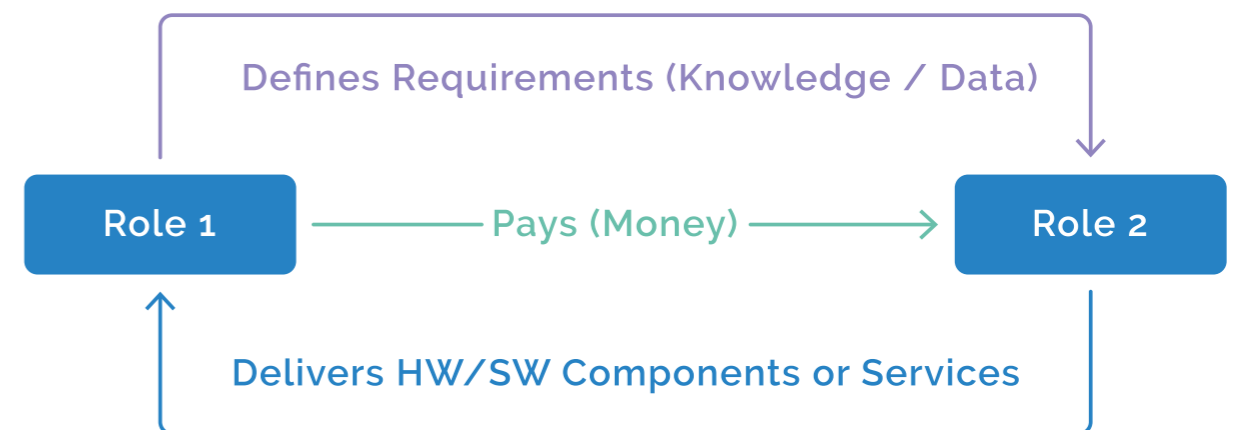 Defines Requirements (Knowledge / Data)
Role 1
Pays (Money)
Role 2
Delivers HW/SW Components or Services